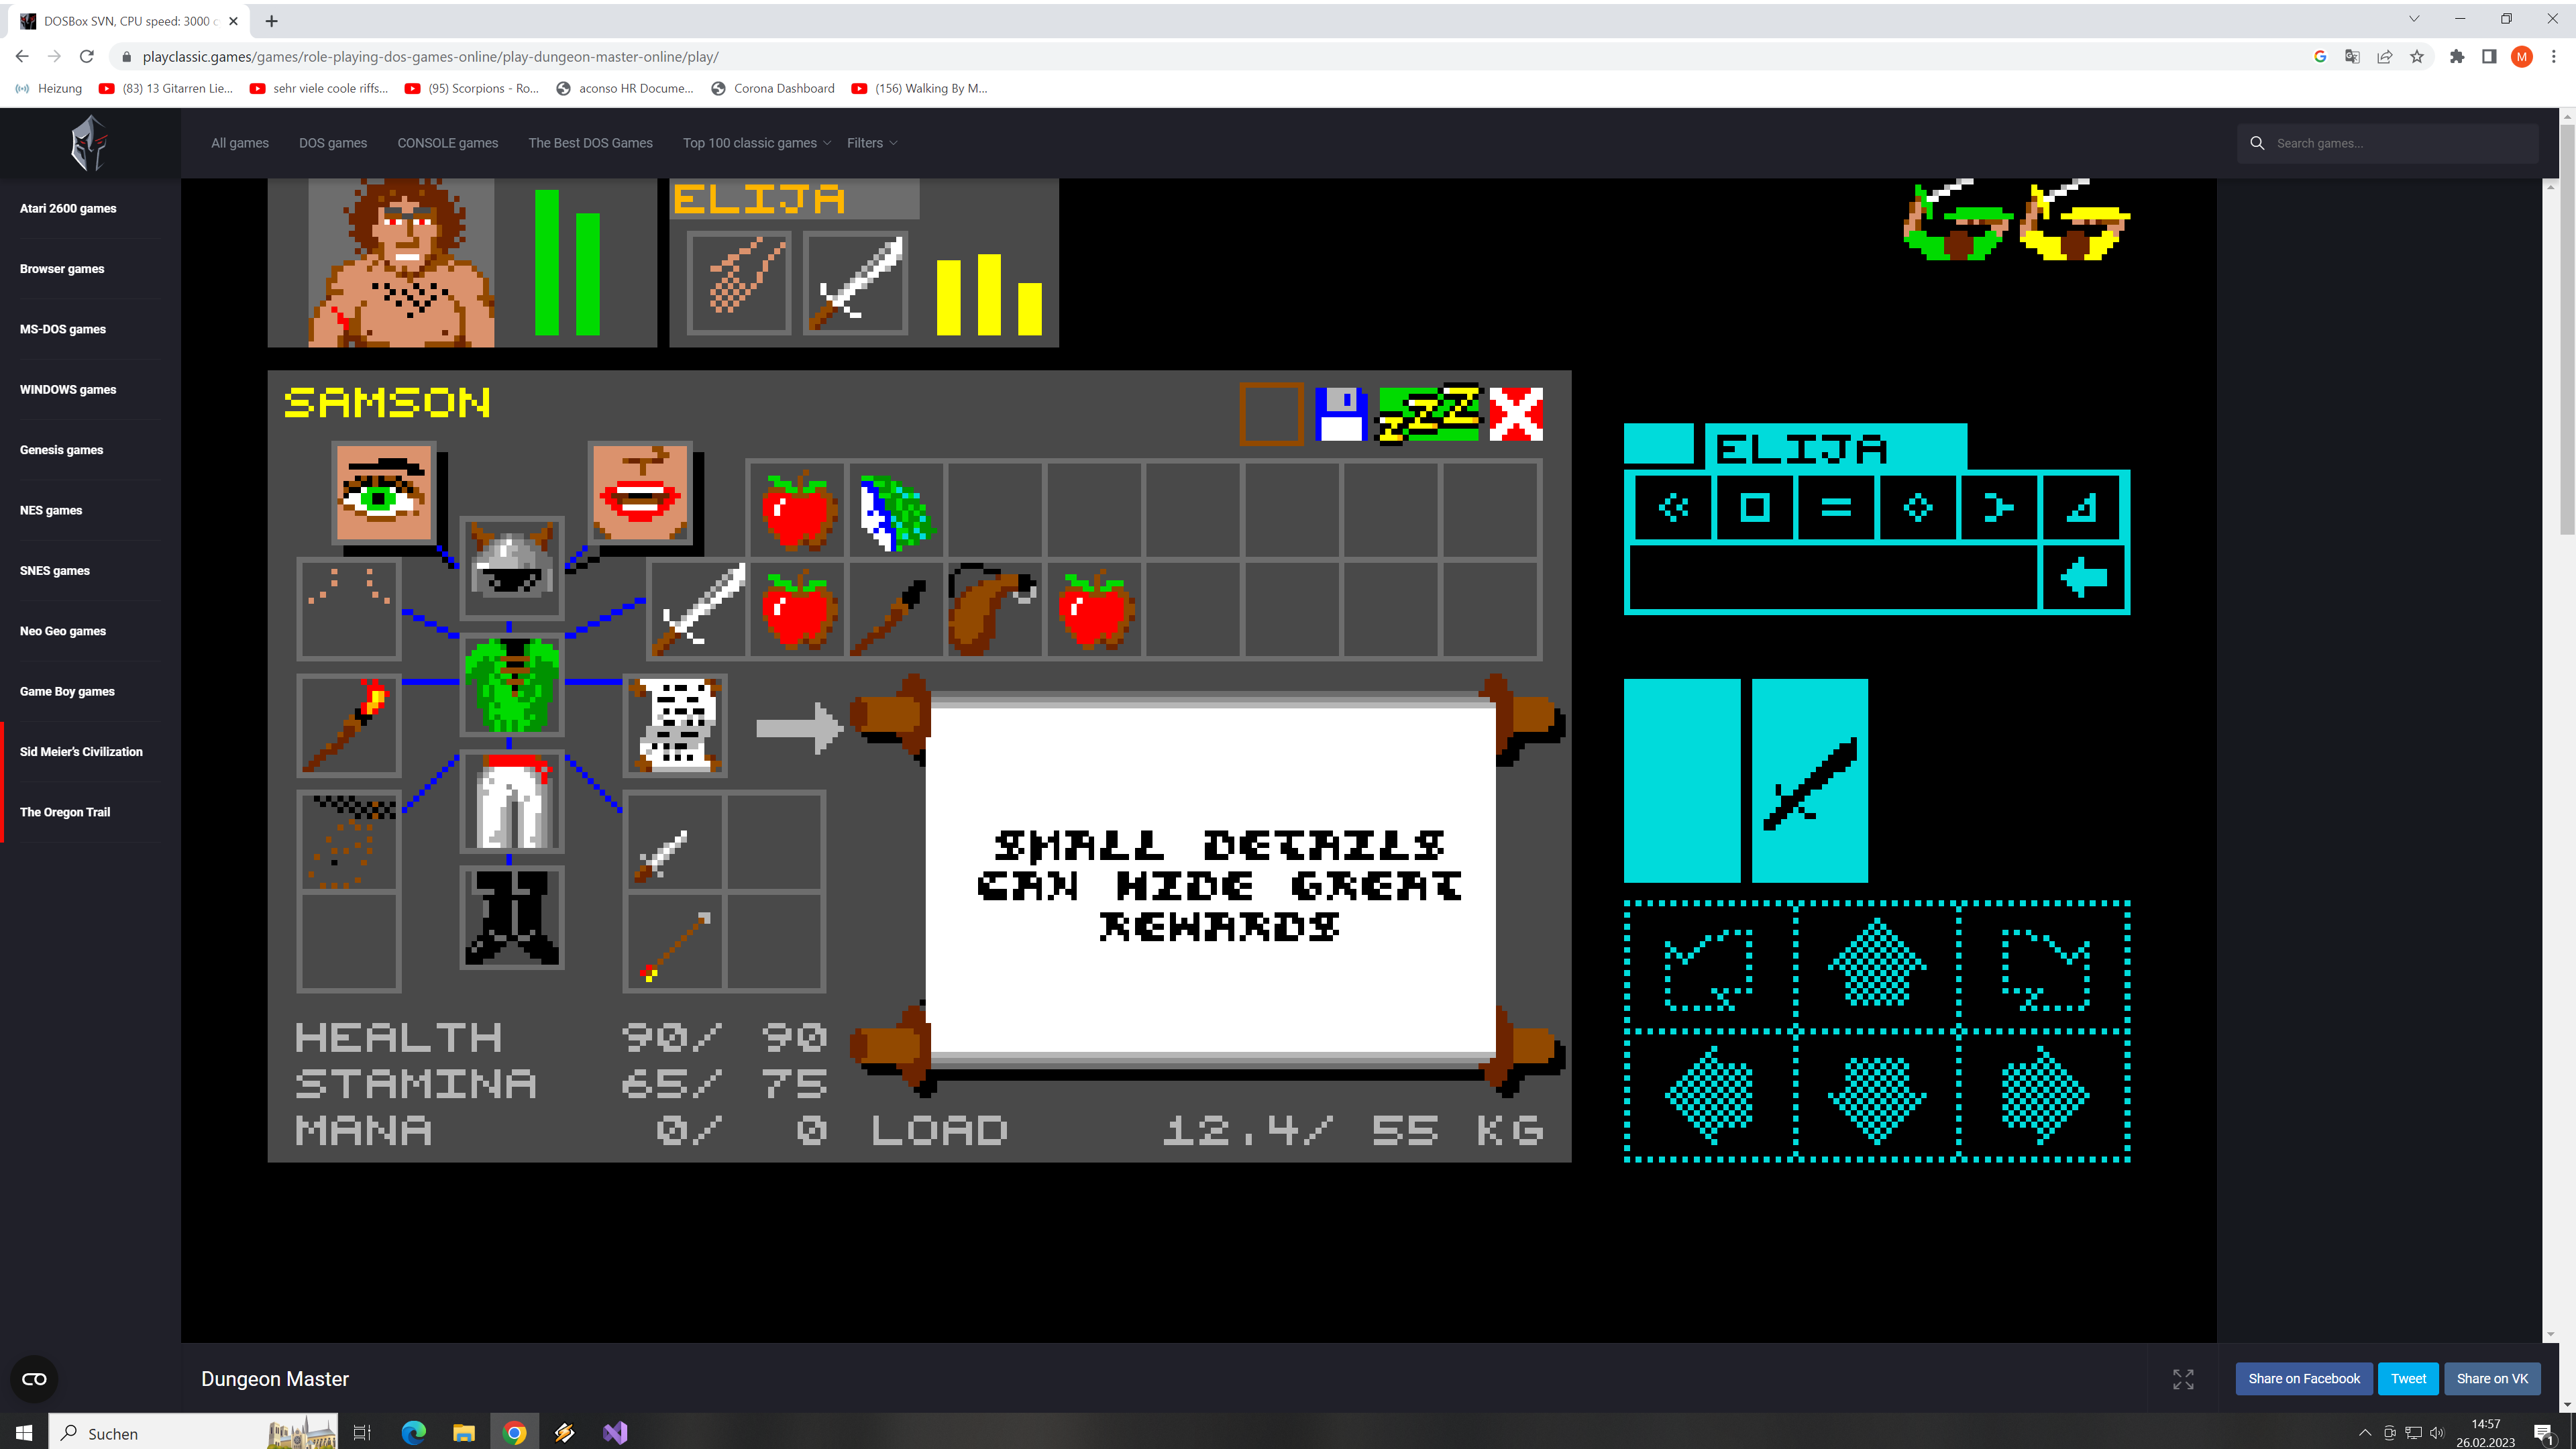 DOSBox SVN, CPU speed: 3000 c
playclassic.games/games/role-playing-dos-games-online/play-dungeon-master-online/play/
M
Heizung
(83) 13 Gitarren Lie...
sehr viele coole riffs...
(95) Scorpions - Ro...
aconso HR Docume...
Corona Dashboard
(156) Walking By M...
All games
DOS games
CONSOLE games
The Best DOS Games
Top 100 classic games
Filters
Search games...
Atari 2600 games
Browser games
MS-DOS games
WINDOWS games
Genesis games
NES games
SNES games
Neo Geo games
Game Boy games
Sid Meier's Civilization
The Oregon Trail
ELIJA
SAMSON
ZZZ
ELIJA
SMALL DETAILS
CAN HIDE GREAT
REWARDS
HEALTH 90/ 90
STAMINA 65/ 75
MANA 0/ 0
LOAD 12.4/ 55 KG
Dungeon Master
Share on Facebook
Tweet
Share on VK
Suchen
14:57
26.02.2023
1